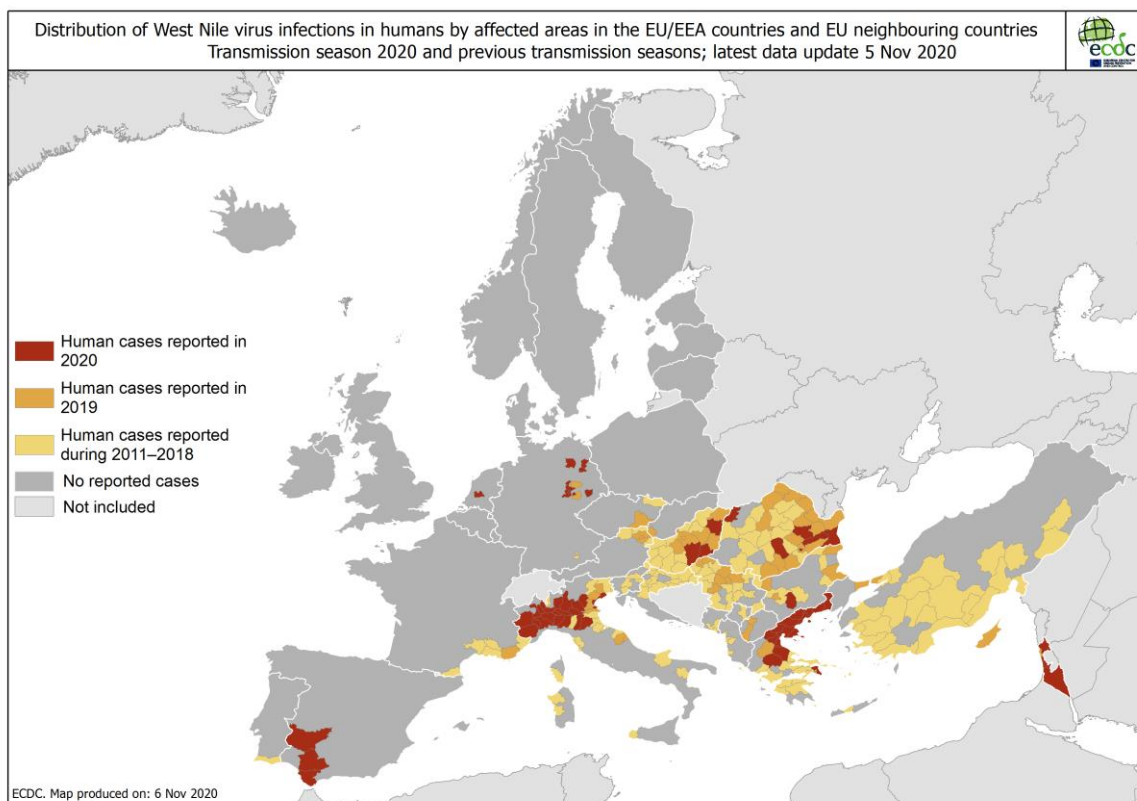 Distribution of West Nile virus infections in humans by affected areas in the EU/EEA countries and EU neighbouring countries
Transmission season 2020 and previous transmission seasons; latest data update 5 Nov 2020
ecdc
Human cases reported in
2020
Human cases reported in
2019
Human cases reported
during 2011–2018
No reported cases
Not included
ECDC. Map produced on: 6 Nov 2020